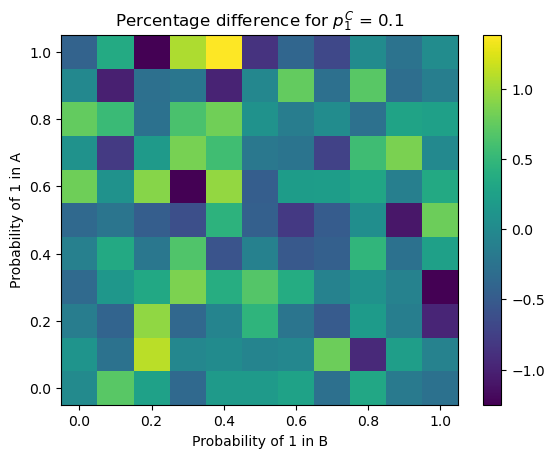 Percentage difference for $p_1^C$ = 0.1
1.0
0.8
0.6
0.4
0.2
0.0
Probability of 1 in A
0.0 0.2 0.4 0.6 0.8 1.0
Probability of 1 in B
1.0
0.5
0.0
−0.5
−1.0